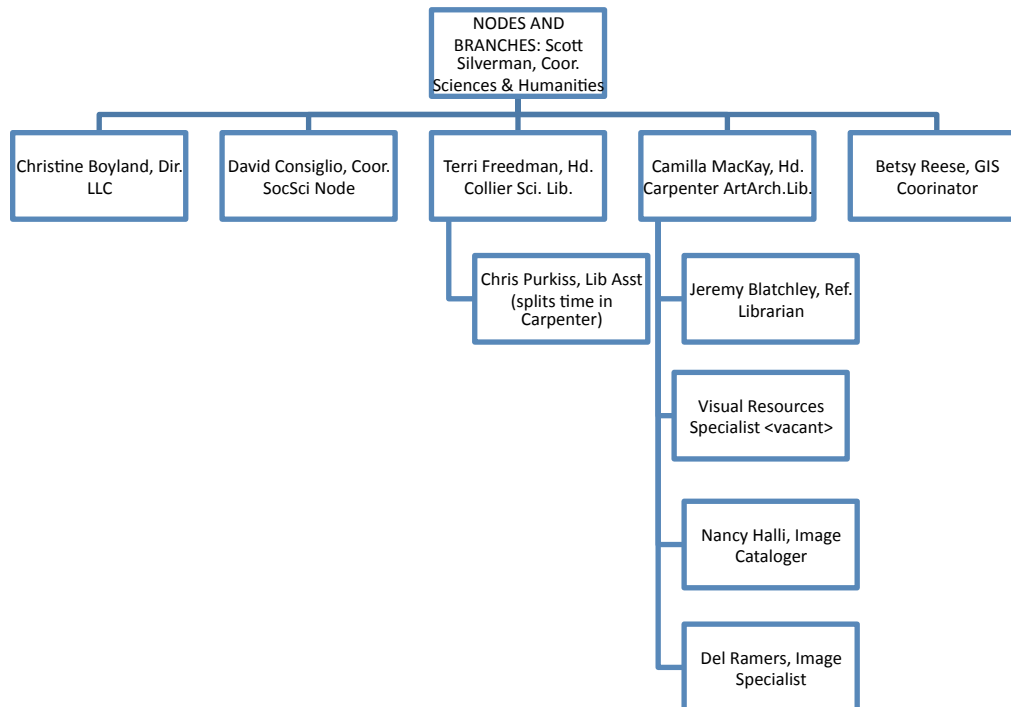 NODES AND
BRANCHES: Scott
Silverman, Coor.
Sciences & Humanities
Christine Boyland, Dir.
LLC
David Consiglio, Coor.
SocSci Node
Terri Freedman, Hd.
Collier Sci. Lib.
Camilla MacKay, Hd.
Carpenter ArtArch.Lib.
Betsy Reese, GIS
Coorinator
Chris Purkiss, Lib Asst
(splits time in
Carpenter)
Jeremy Blatchley, Ref.
Librarian
Visual Resources
Specialist <vacant>
Nancy Halli, Image
Cataloger
Del Ramers, Image
Specialist